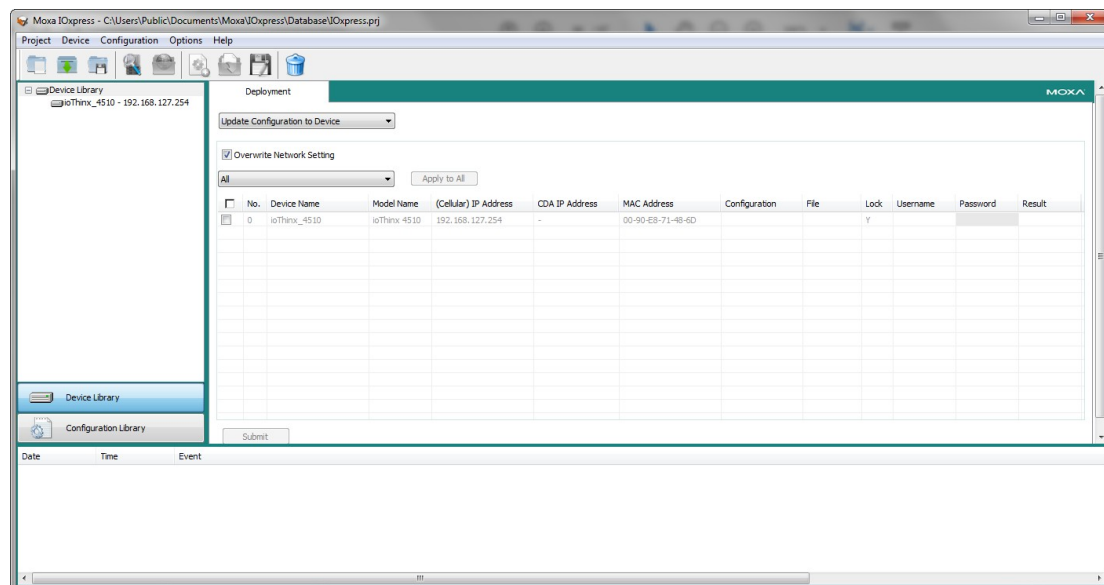 Moxa IOxpress - C:\Users\Public\Documents\Moxa\IOxpress\Database\IOxpress.prj
Project Device Configuration Options Help
Device Library
ioThinx_4510 - 192.168.127.254
Deployment
MOXA
Update Configuration to Device
Overwrite Network Setting
All
Apply to All
No. Device Name Model Name (Cellular) IP Address CDA IP Address MAC Address Configuration File Lock Username Password Result
0 ioThinx_4510 ioThinx 4510 192.168.127.254 - 00-90-E8-71-48-6D Y
Device Library
Configuration Library
Submit
Date Time Event